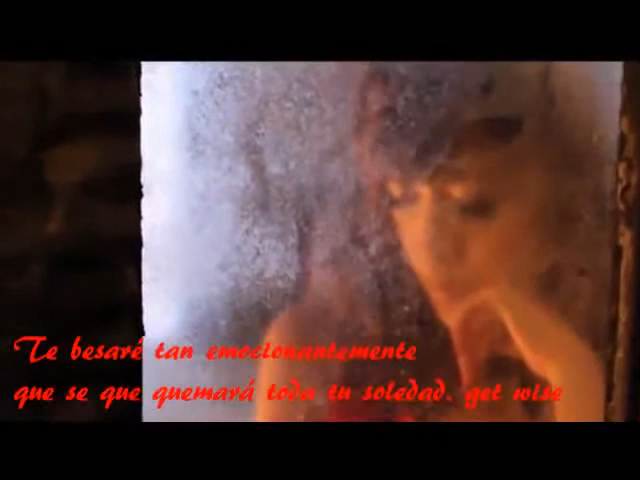 Te besaré tan emocionantemente
que se que quemará toda tu soledad. get wise